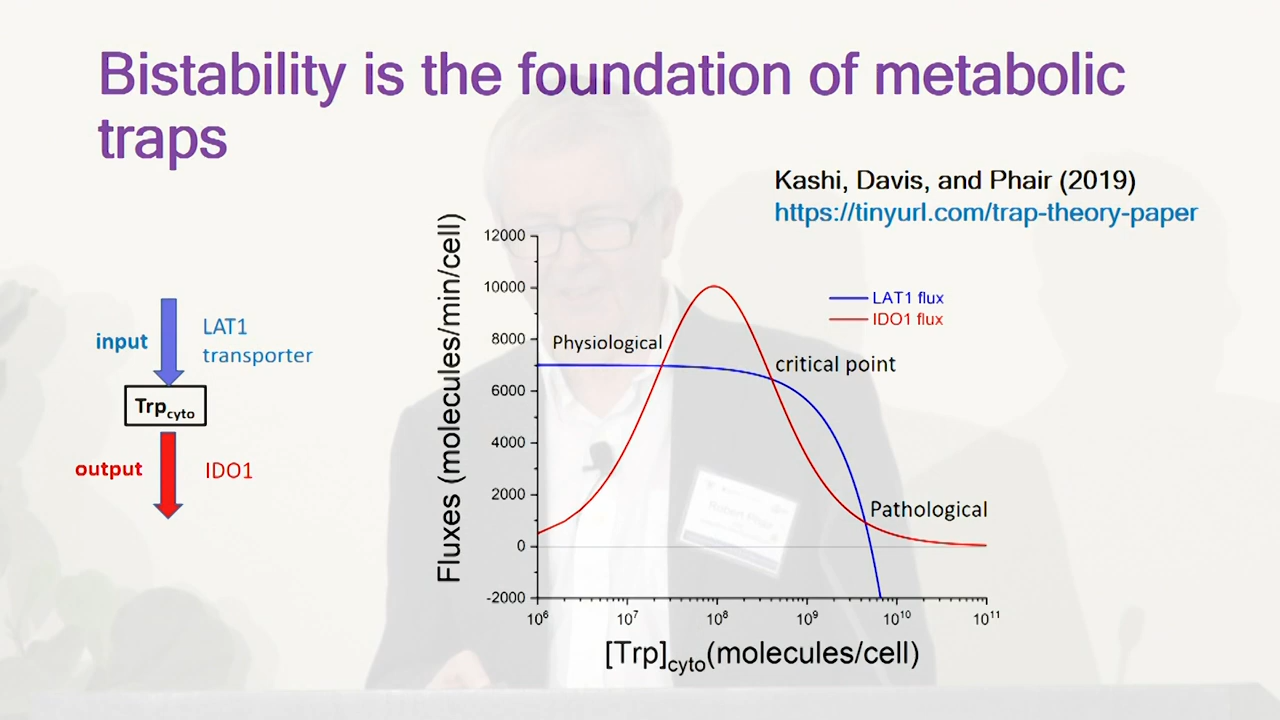 Bistability is the foundation of metabolic
traps
Kashi, Davis, and Phair (2019)
https://tinyurl.com/trap-theory-paper
input
LAT1
transporter
Trpcyto
output
IDO1
Fluxes (molecules/min/cell)
12000
10000
8000
6000
4000
2000
0
-2000
LAT1 flux
IDO1 flux
Physiological
critical point
Pathological
10⁶ 10⁷ 10⁸ 10⁹ 10¹⁰ 10¹¹
[Trp]cyto(molecules/cell)